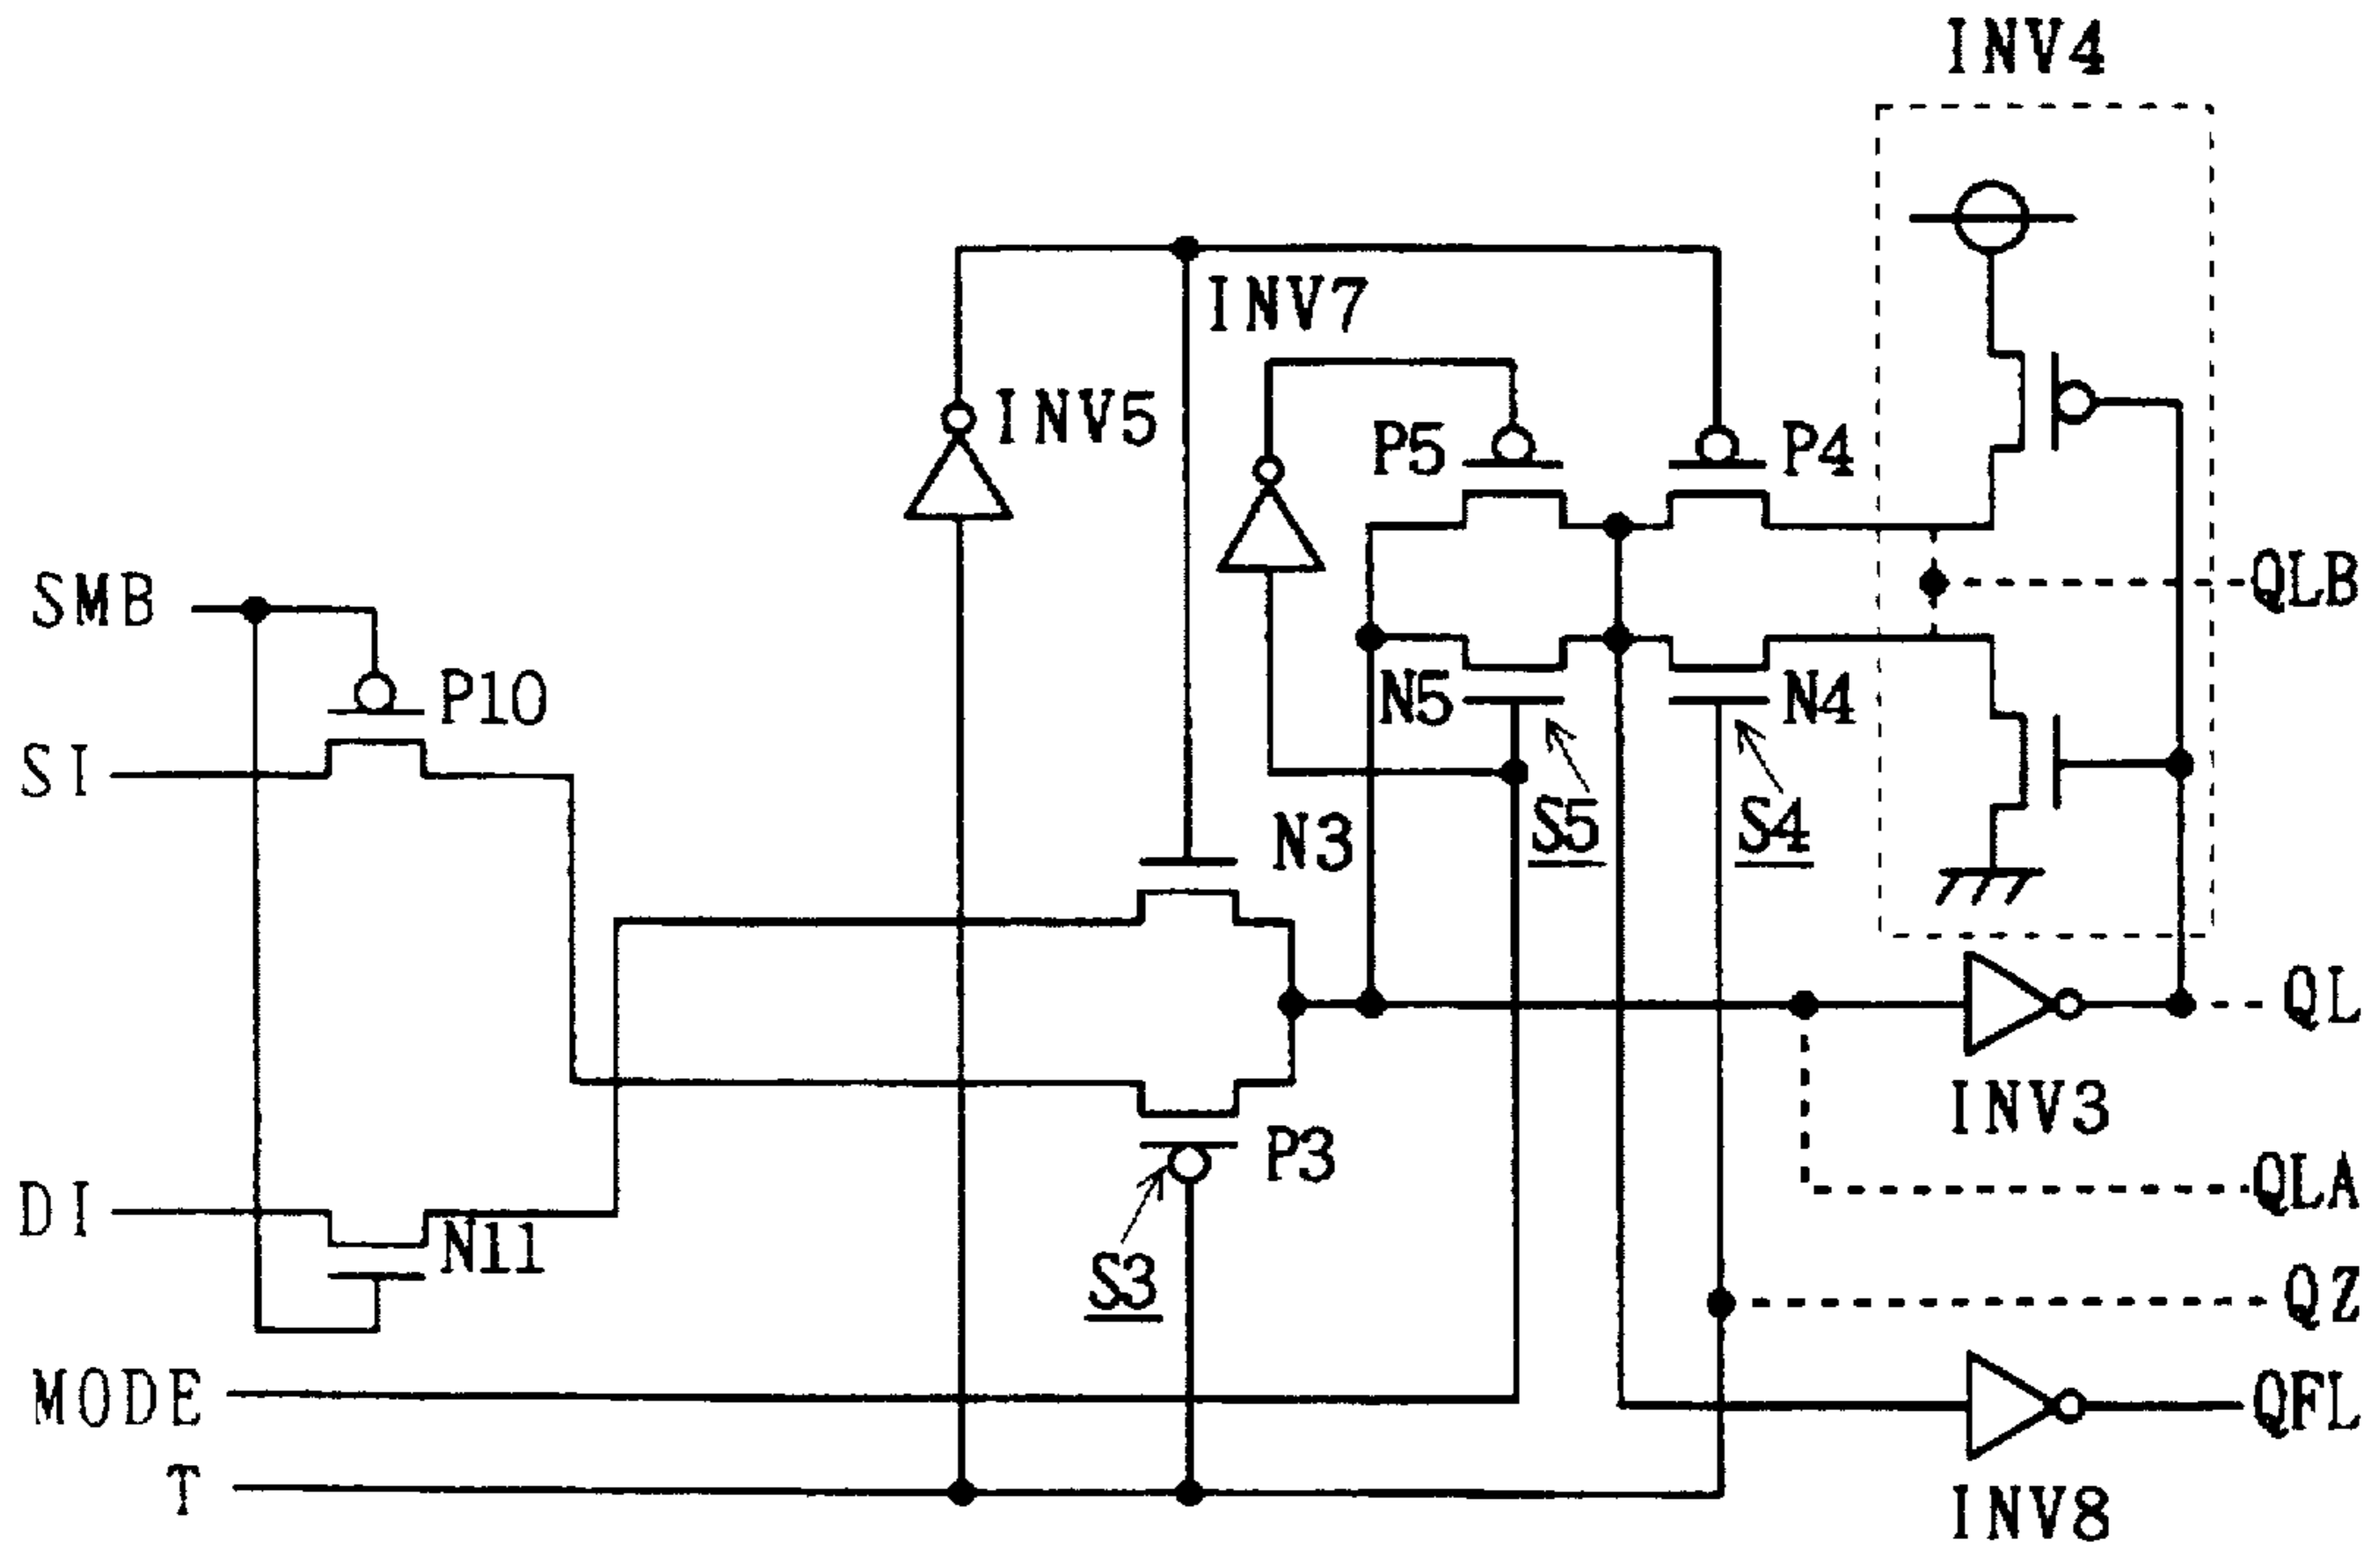 INV4
INV7
INV5
P5
P4
QLB
SMB
P10
N5
N4
SI
S5
S4
N3
QL
INV3
P3
QLA
DI
N11
S3
QZ
MODE
QFL
T
INV8